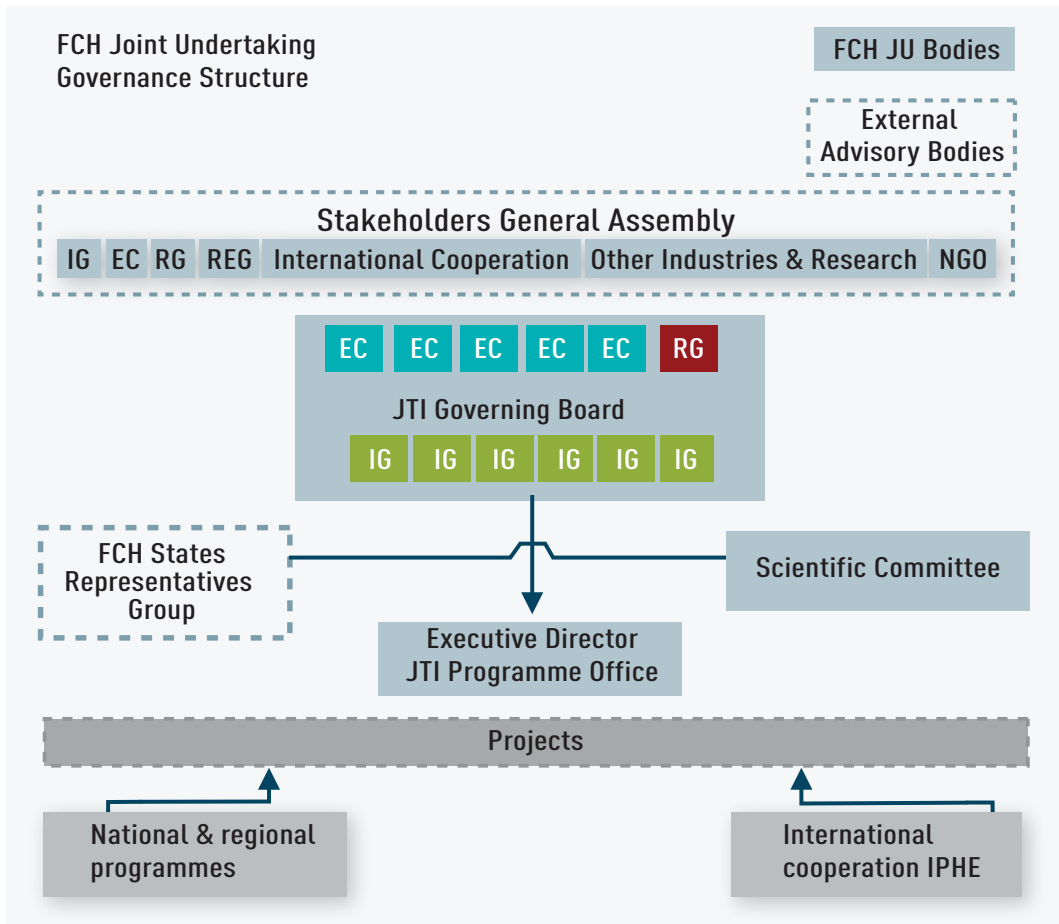 FCH Joint Undertaking
Governance Structure
FCH JU Bodies
External
Advisory Bodies
Stakeholders General Assembly
IG EC RG REG International Cooperation Other Industries & Research NGO
EC EC EC EC EC RG
JTI Governing Board
IG IG IG IG IG IG
FCH States
Representatives
Group
Scientific Committee
Executive Director
JTI Programme Office
Projects
National & regional
programmes
International
cooperation IPHE